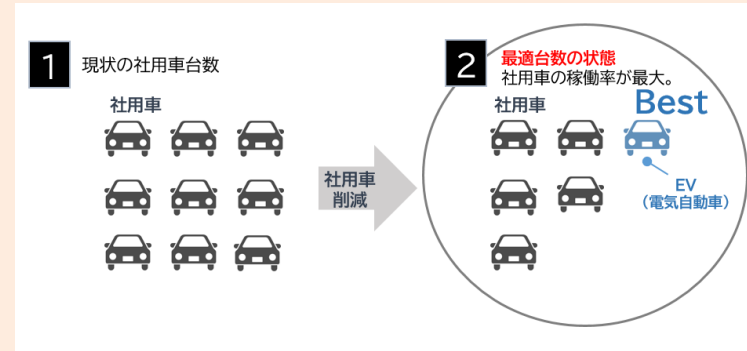 1
現状の社用車台数
社用車
社用車
削減
2
最適台数の状態
社用車の稼働率が最大。
社用車
Best
EV
（電気自動車）